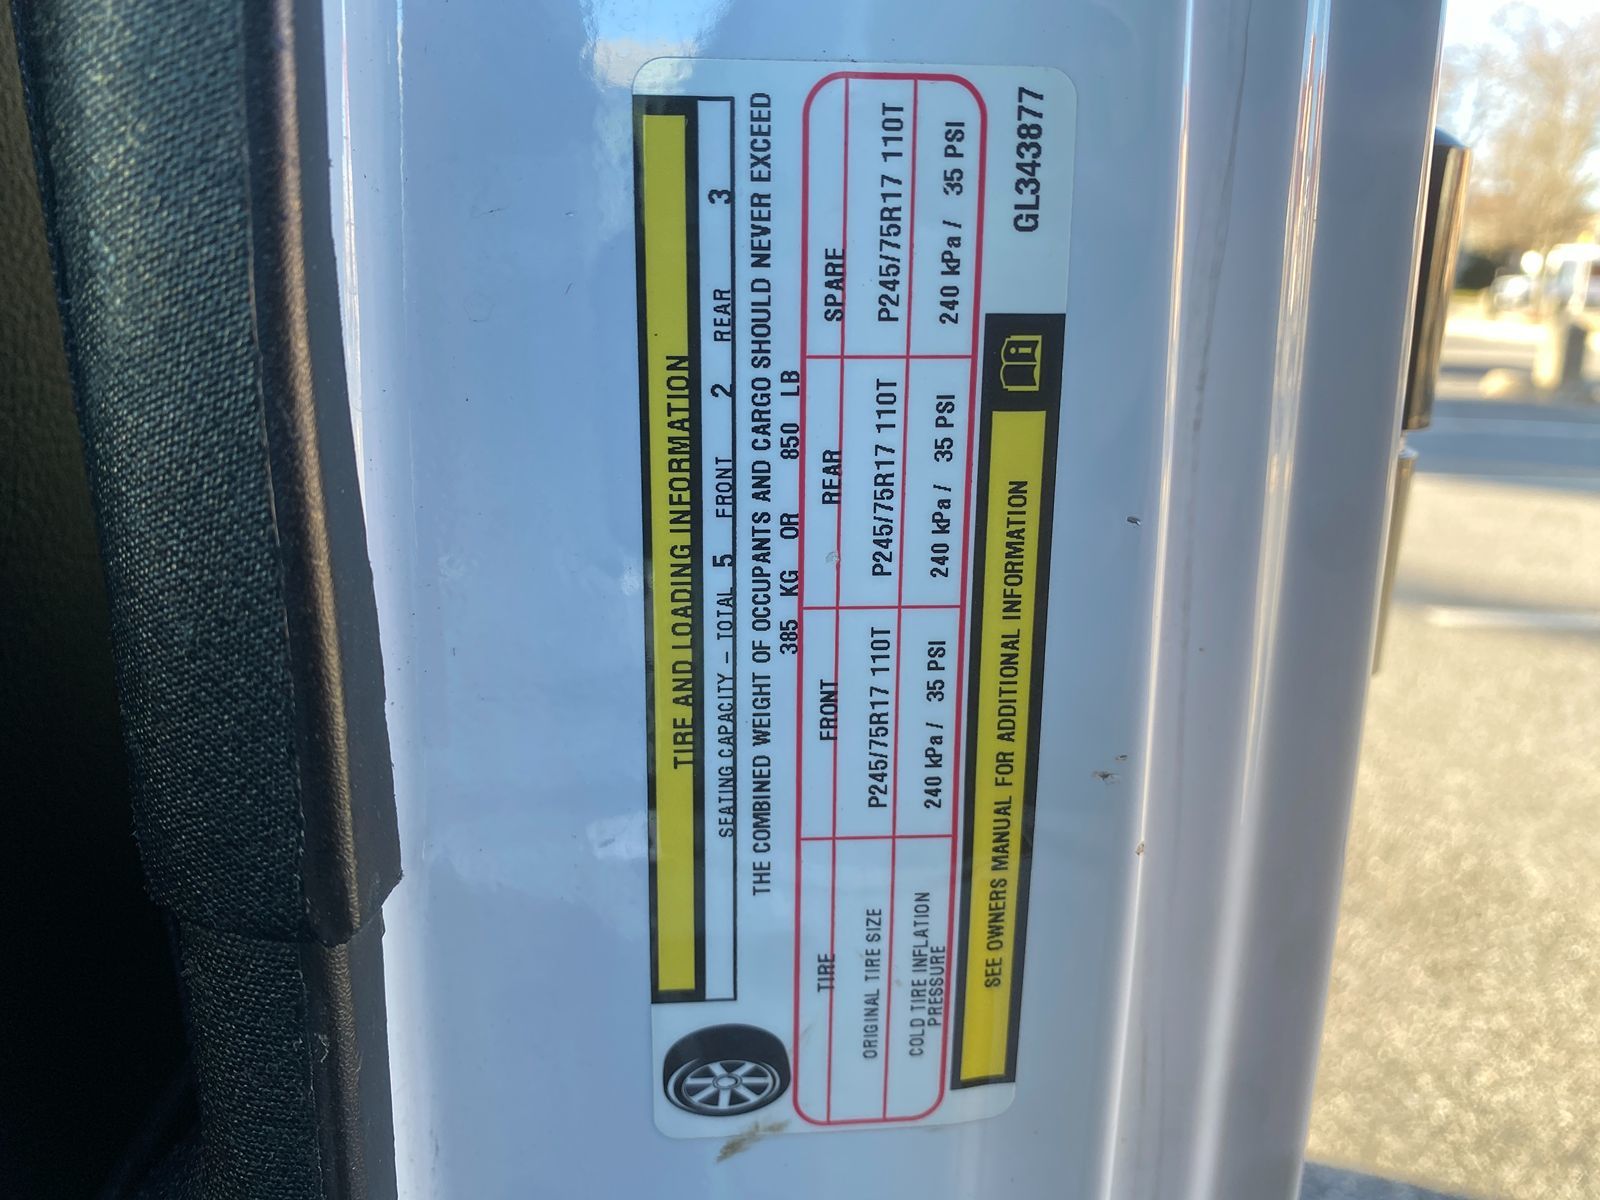 TIRE AND LOADING INFORMATION
SEATING CAPACITY - TOTAL 5 FRONT 2 REAR 3
THE COMBINED WEIGHT OF OCCUPANTS AND CARGO SHOULD NEVER EXCEED
385 KG OR 850 LB
TIRE FRONT REAR SPARE
ORIGINAL TIRE SIZE P245/75R17 110T P245/75R17 110T P245/75R17 110T
COLD TIRE INFLATION
PRESSURE 240 kPa / 35 PSI 240 kPa / 35 PSI 240 kPa / 35 PSI
SEE OWNERS MANUAL FOR ADDITIONAL INFORMATION
GL343877